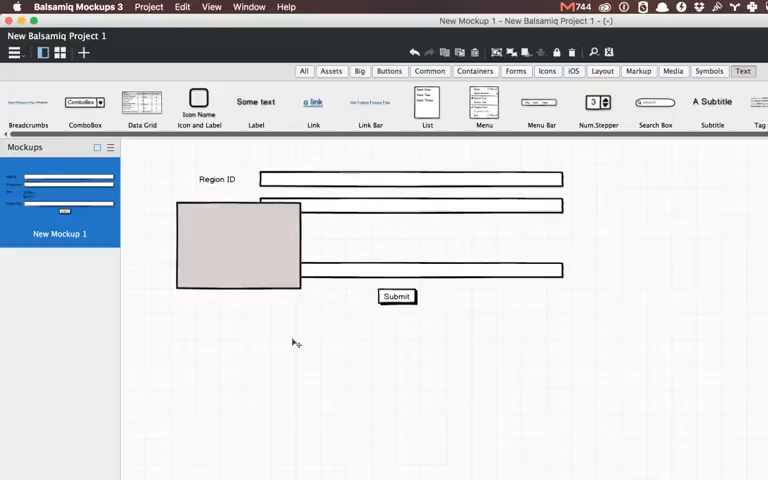 Balsamiq Mockups 3 Project Edit View Window Help 744
New Mockup 1 - New Balsamiq Project 1 - [-]
New Balsamiq Project 1
All Assets Big Buttons Common Containers Forms Icons iOS Layout Markup Media Symbols Text
ComboBox
Icon Name
Some text
a link
3
A Subtitle
Breadcrumbs ComboBox Data Grid Icon and Label Label Link Link Bar List Menu Menu Bar Num.Stepper Search Box Subtitle Tag
Mockups
Region ID
New Mockup 1
Submit